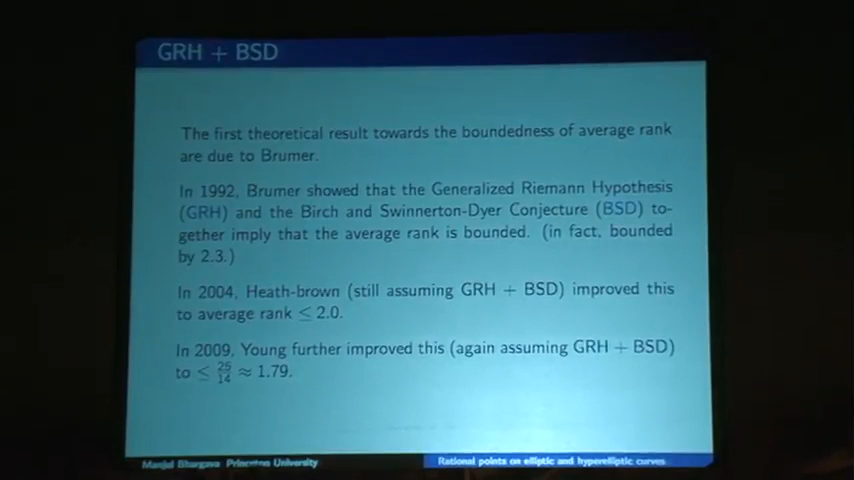 GRH + BSD
The first theoretical result towards the boundedness of average rank
are due to Brumer.
In 1992, Brumer showed that the Generalized Riemann Hypothesis
(GRH) and the Birch and Swinnerton-Dyer Conjecture (BSD) to-
gether imply that the average rank is bounded. (in fact, bounded
by 2.3.)
In 2004, Heath-brown (still assuming GRH + BSD) improved this
to average rank ≤ 2.0.
In 2009, Young further improved this (again assuming GRH + BSD)
to ≤ 25/14 ≈ 1.79.
Manjul Bhargava Princeton University
Rational points on elliptic and hyperelliptic curves